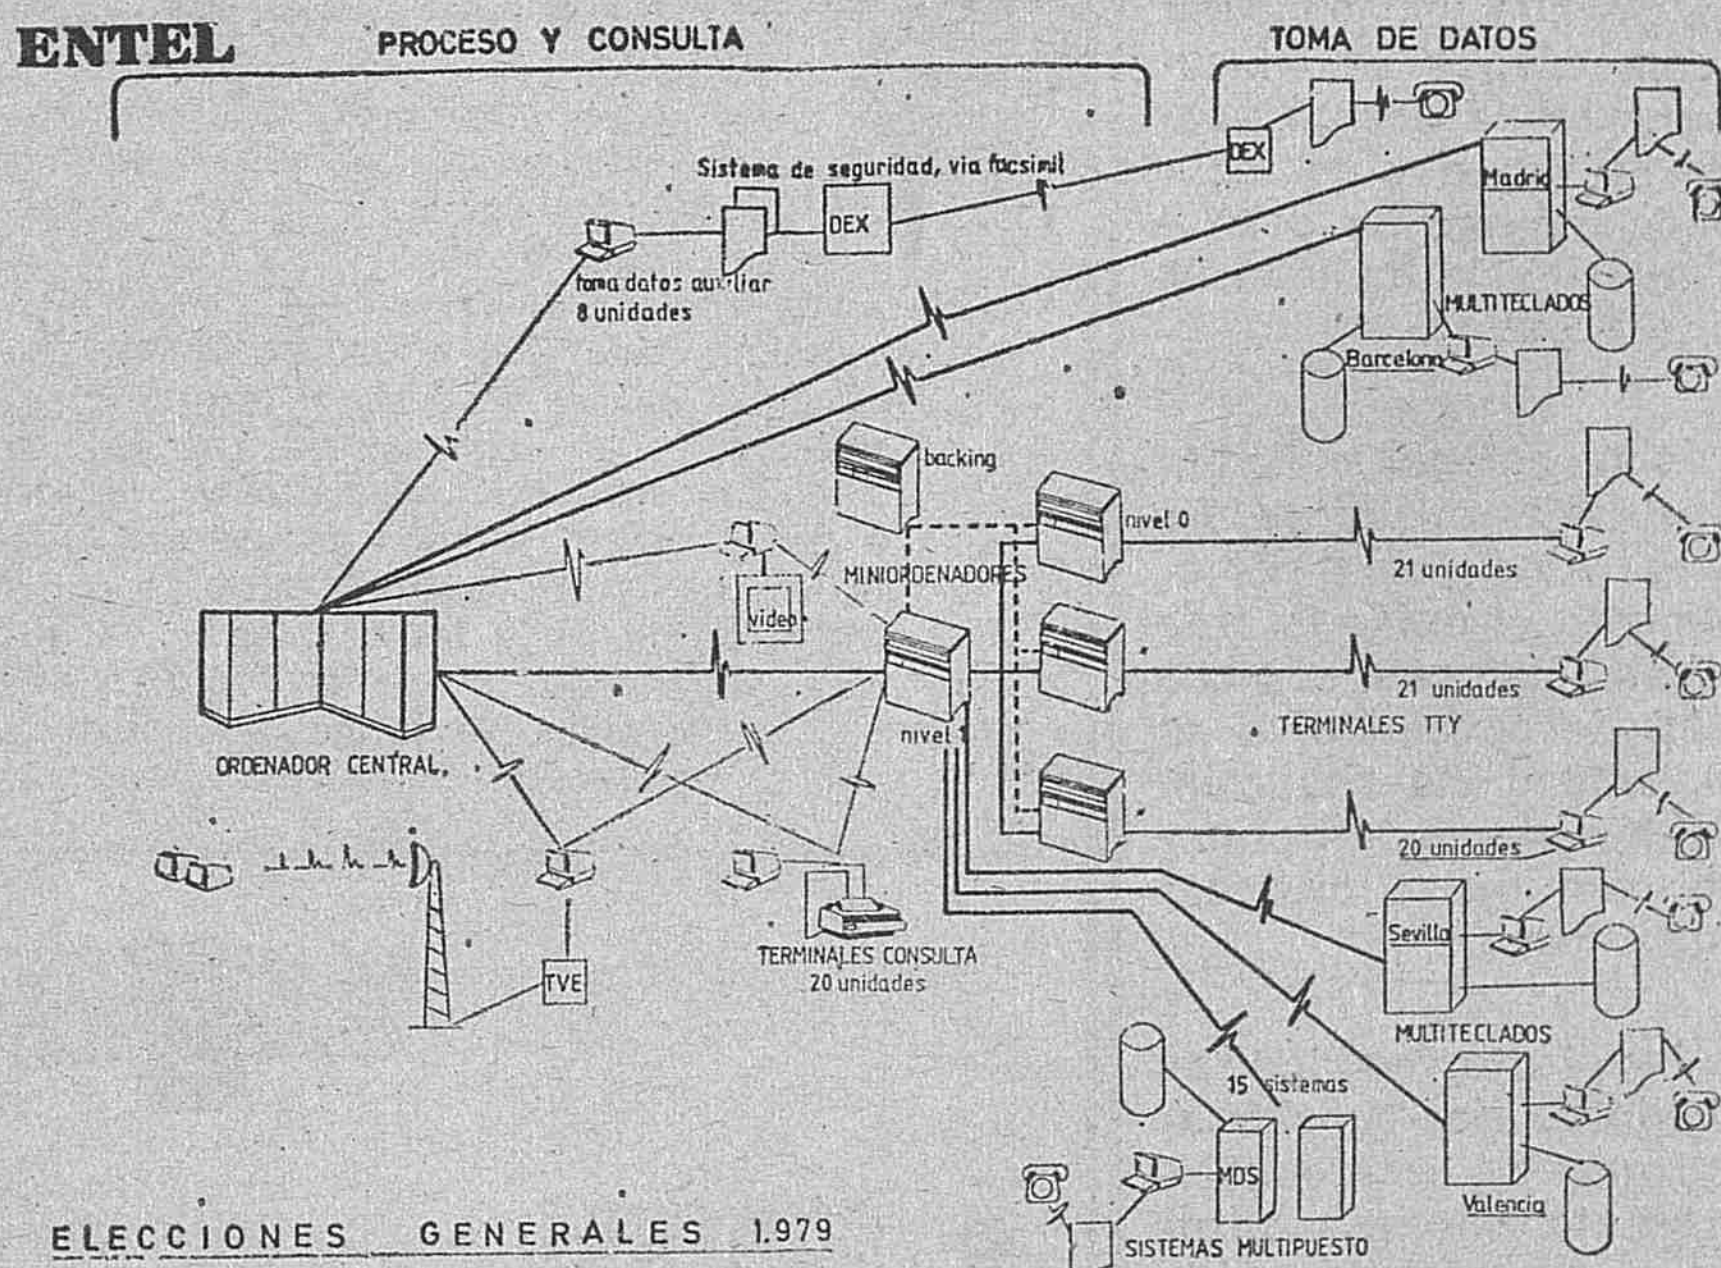 ENTEL
PROCESO Y CONSULTA
TOMA DE DATOS
Sistema de seguridad, via facsimil
DEX
DEX
Madrid
toma datos auxiliar
8 unidades
MULTITECLADOS
Barcelona
backing
nivel 0
MINIORDENADORES
21 unidades
video
21 unidades
TERMINALES TTY
nivel 1
ORDENADOR CENTRAL.
20 unidades
Sevilla
TERMINALES CONSULTA
20 unidades
TVE
MULTITECLADOS
15 sistemas
MDS
Valencia
SISTEMAS MULTIPUESTO
ELECCIONES GENERALES 1.979